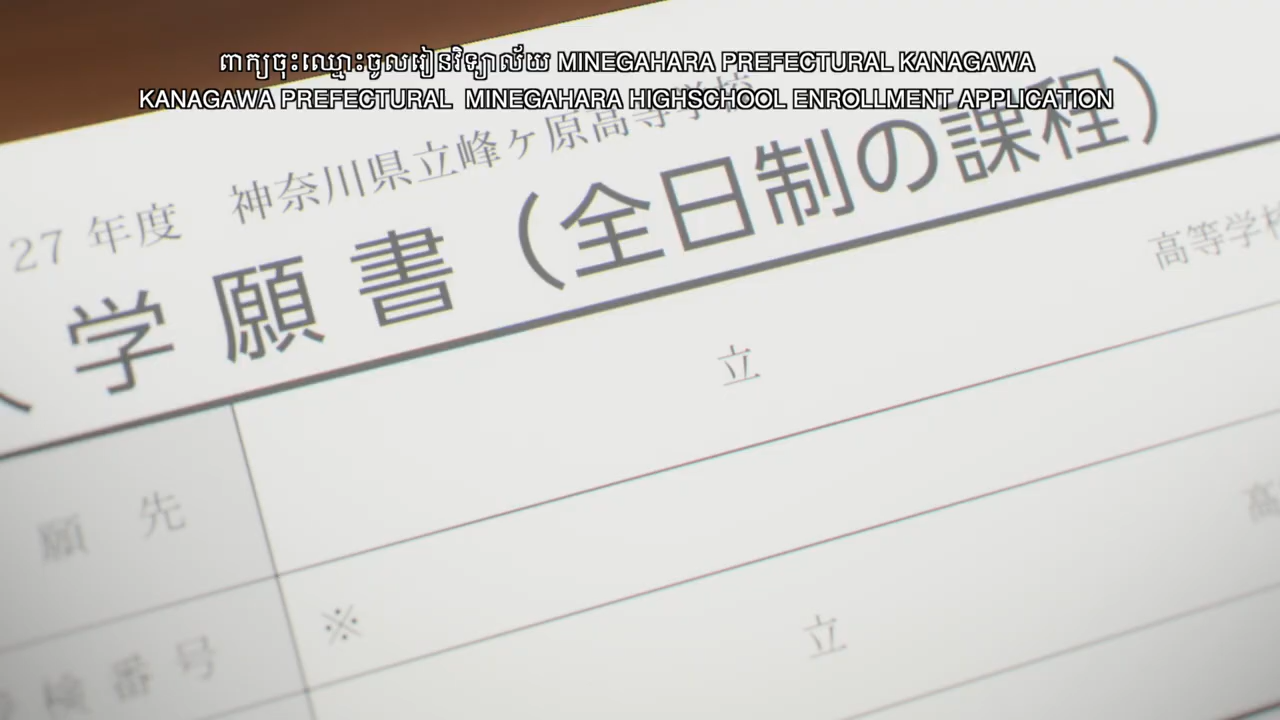 ពាក្យចុះឈ្មោះចូលរៀនវិទ្យាល័យ MINEGAHARA PREFECTURAL KANAGAWA
KANAGAWA PREFECTURAL MINEGAHARA HIGHSCHOOL ENROLLMENT APPLICATION
27 年度 神奈川県立峰ヶ原高等学校
学願書（全日制の課程）
立 高等学校
願先
※ 立 高
検番号